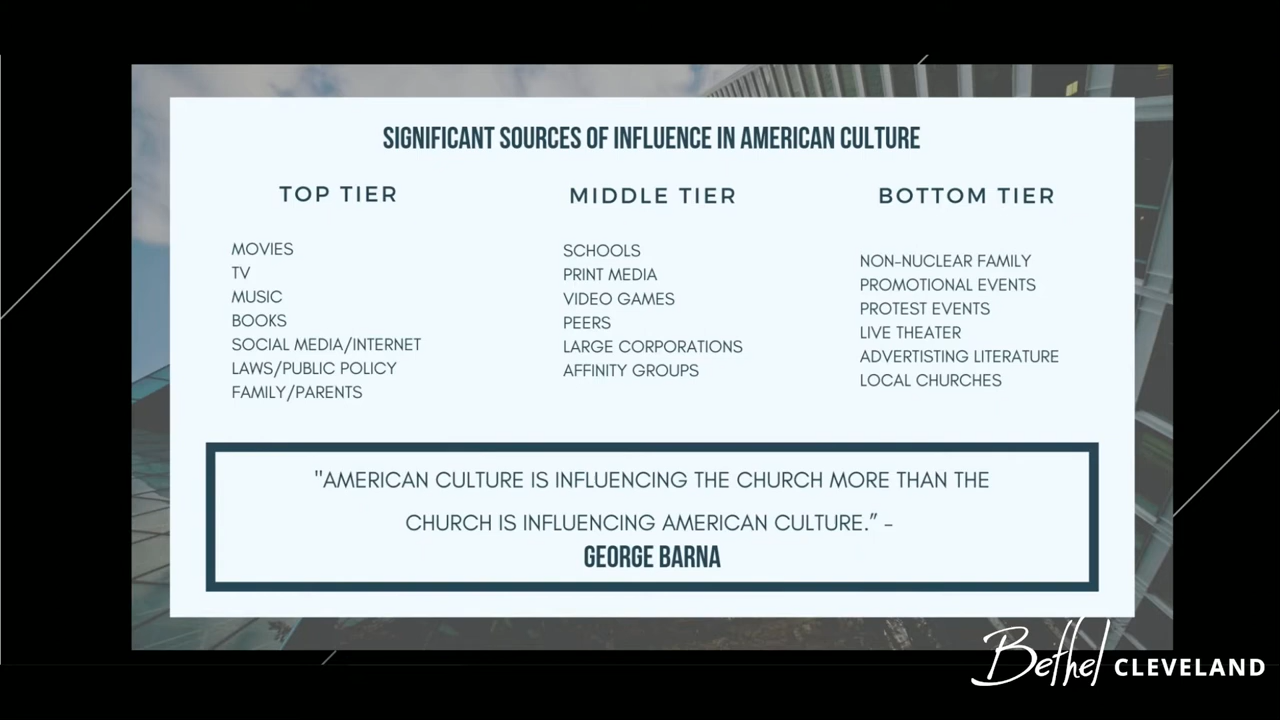 SIGNIFICANT SOURCES OF INFLUENCE IN AMERICAN CULTURE
TOP TIER
MOVIES
TV
MUSIC
BOOKS
SOCIAL MEDIA/INTERNET
LAWS/PUBLIC POLICY
FAMILY/PARENTS
MIDDLE TIER
SCHOOLS
PRINT MEDIA
VIDEO GAMES
PEERS
LARGE CORPORATIONS
AFFINITY GROUPS
BOTTOM TIER
NON-NUCLEAR FAMILY
PROMOTIONAL EVENTS
PROTEST EVENTS
LIVE THEATER
ADVERTISTING LITERATURE
LOCAL CHURCHES
"AMERICAN CULTURE IS INFLUENCING THE CHURCH MORE THAN THE
CHURCH IS INFLUENCING AMERICAN CULTURE.” -
GEORGE BARNA
Bethel CLEVELAND